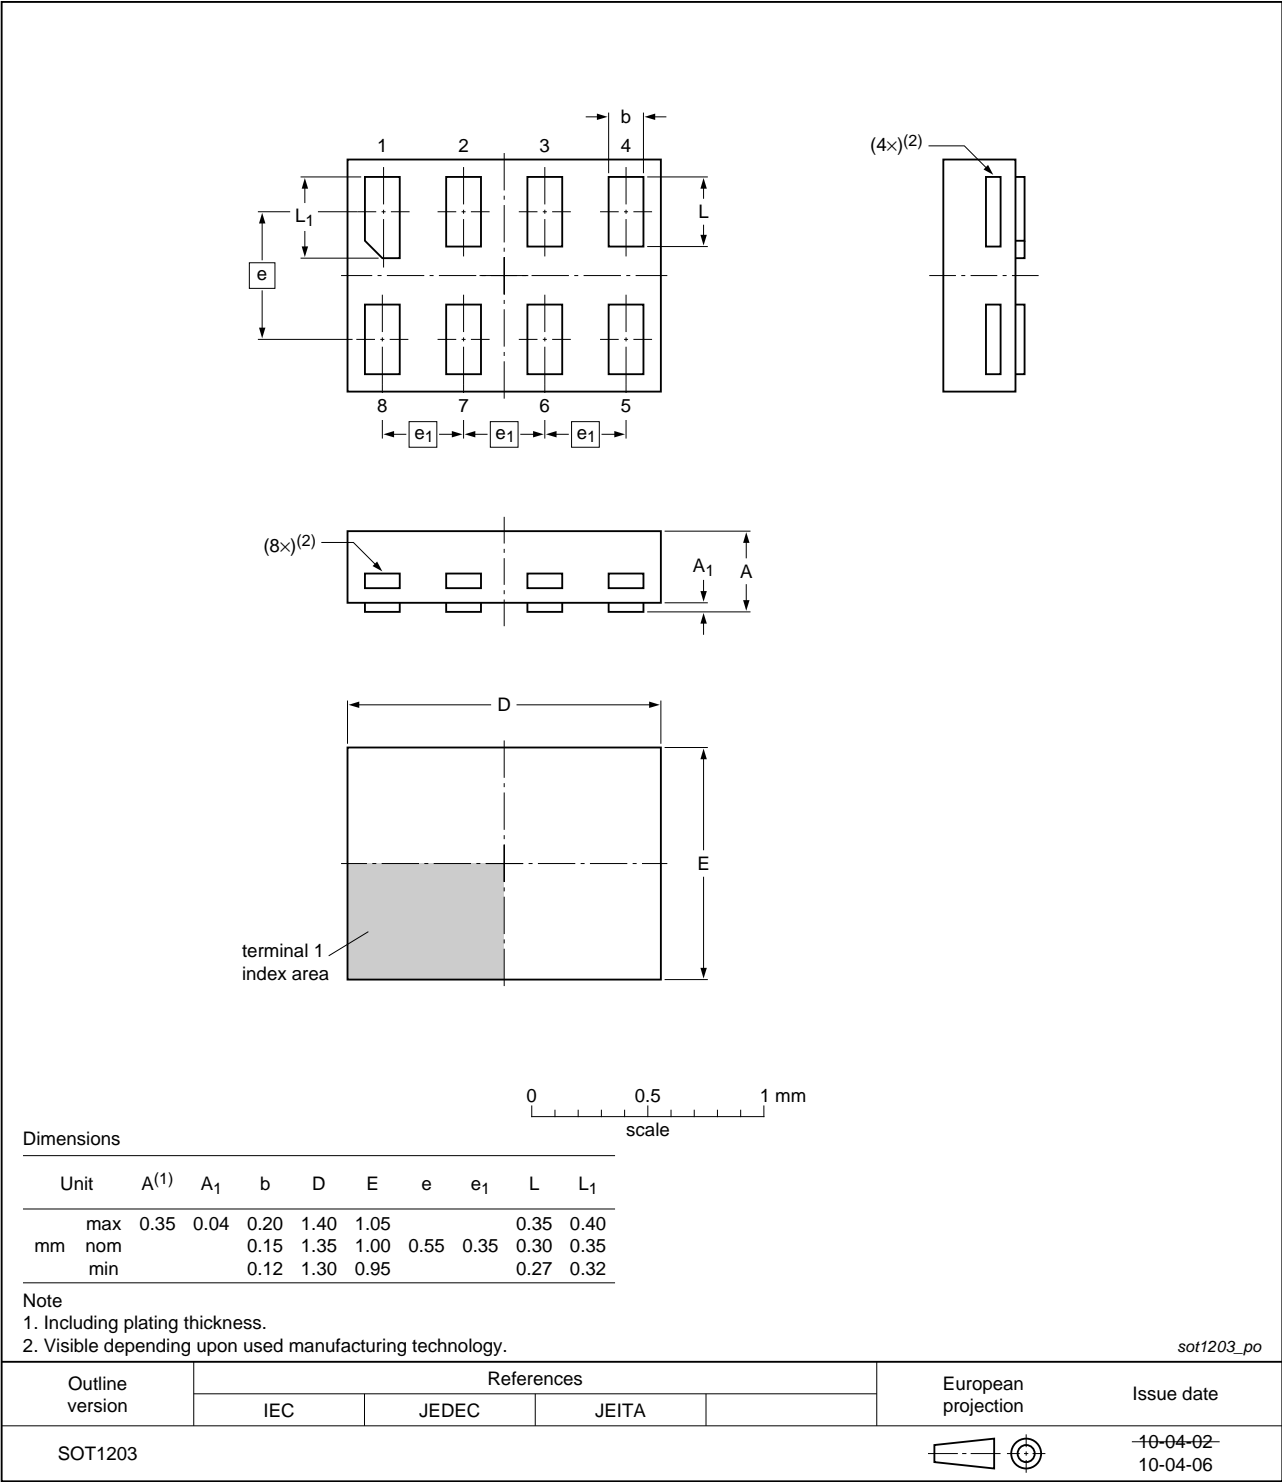 b
1 2 3 4
(4×)(2)
L1
L
e
8 7 6 5
e1 e1 e1
(8×)(2)
A1 A
D
E
terminal 1
index area
0 0.5 1 mm
scale
Dimensions
Unit A(1) A1 b D E e e1 L L1
max 0.35 0.04 0.20 1.40 1.05 0.35 0.40
mm nom 0.15 1.35 1.00 0.55 0.35 0.30 0.35
min 0.12 1.30 0.95 0.27 0.32
Note
1. Including plating thickness.
2. Visible depending upon used manufacturing technology.
sot1203_po
Outline
version
References
IEC JEDEC JEITA
European
projection
Issue date
SOT1203
10-04-02
10-04-06